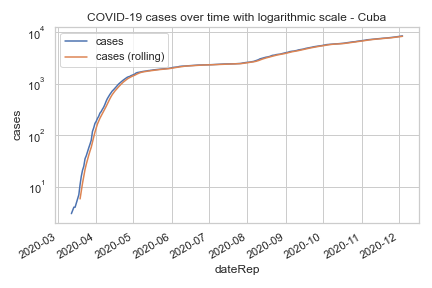 COVID-19 cases over time with logarithmic scale - Cuba
10⁴
10³
10²
10¹
cases
cases
cases (rolling)
2020-03
2020-04
2020-05
2020-06
2020-07
2020-08
2020-09
2020-10
2020-11
2020-12
dateRep